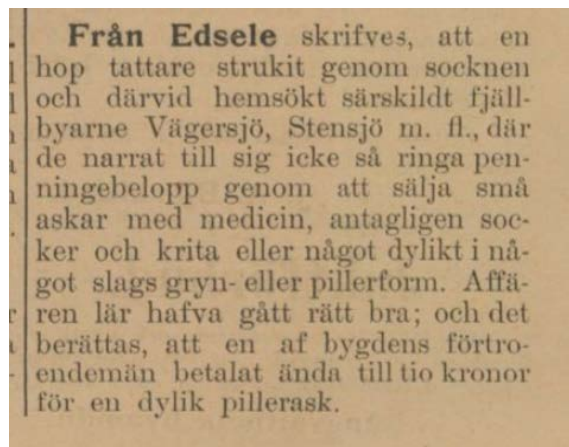 Från Edsele skrifves, att en
hop tattare strukit genom socknen
och därvid hemsökt särskildt fjäll-
byarne Vägersjö, Stensjö m. fl., där
de narrat till sig icke så ringa pen-
ningebelopp genom att sälja små
askar med medicin, antagligen soc-
ker och krita eller något dylikt i nå-
got slags gryn- eller pillerform. Affä-
ren lär hafva gått rätt bra; och det
berättas, att en af bygdens förtro-
endemän betalat ända till tio kronor
för en dylik pillerask.